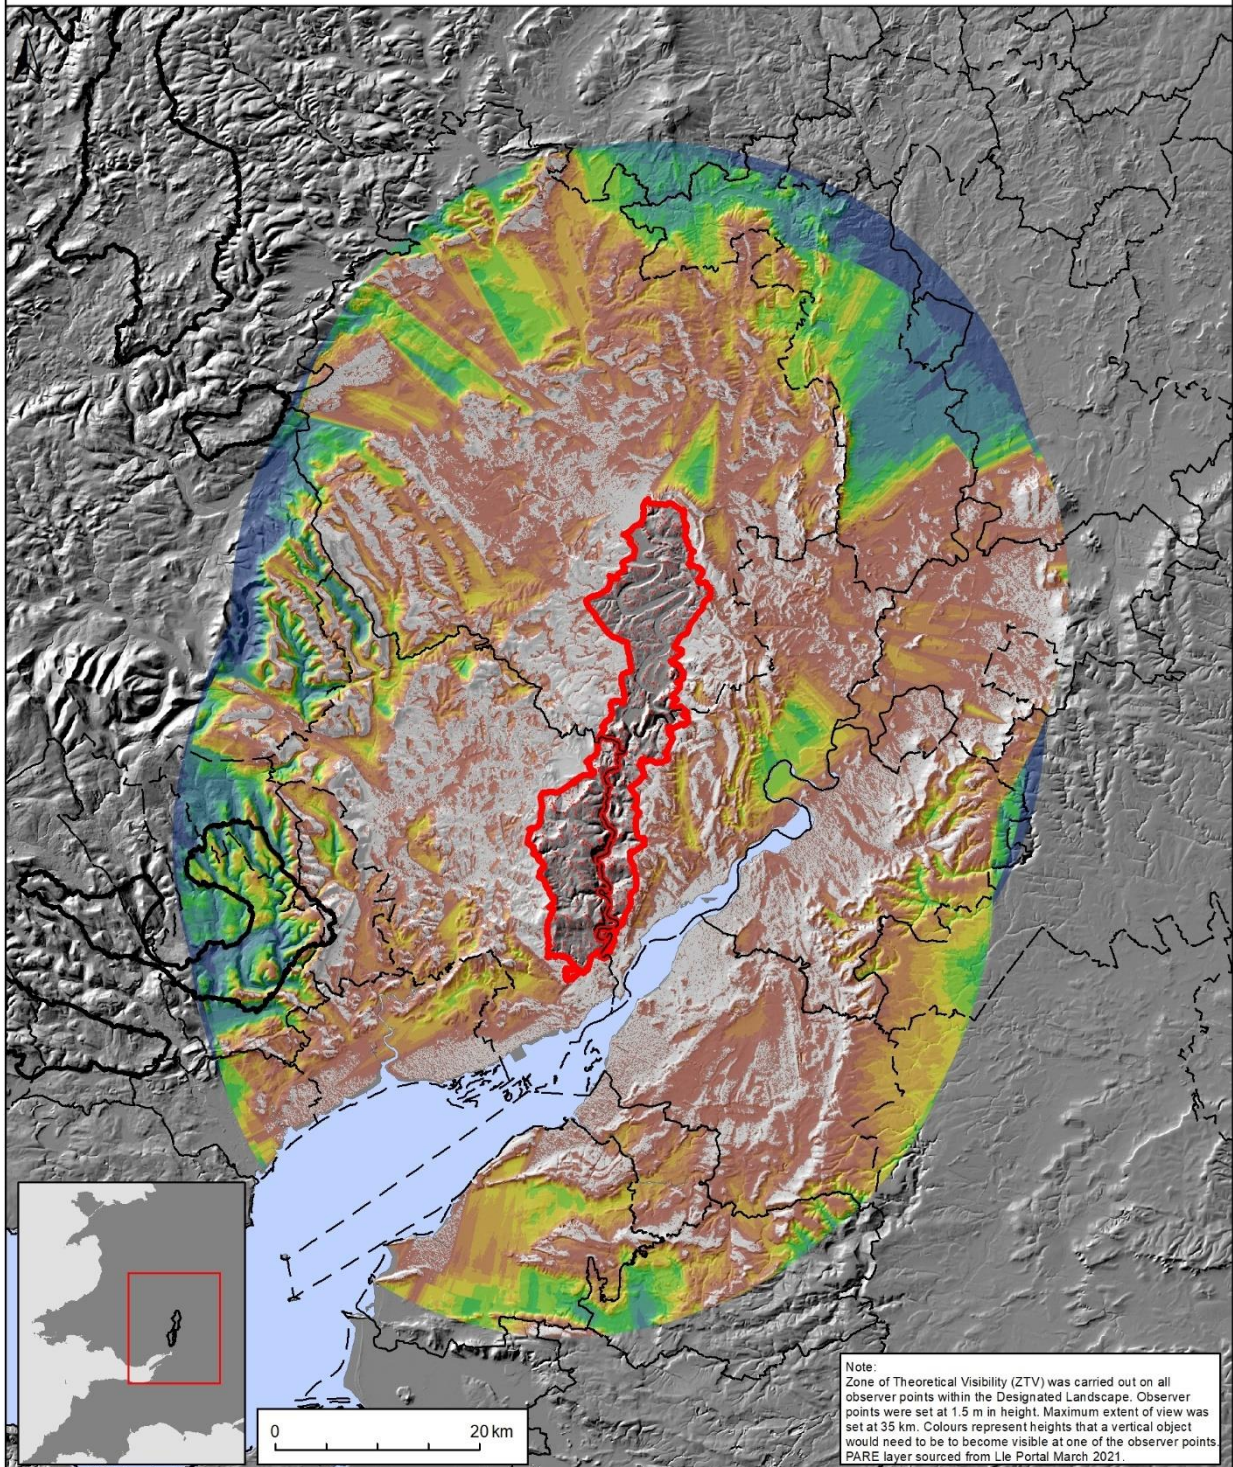 0 20 km
Note:
Zone of Theoretical Visibility (ZTV) was carried out on all
observer points within the Designated Landscape. Observer
points were set at 1.5 m in height. Maximum extent of view was
set at 35 km. Colours represent heights that a vertical object
would need to be to become visible at one of the observer points.
PARE layer sourced from Lle Portal March 2021.